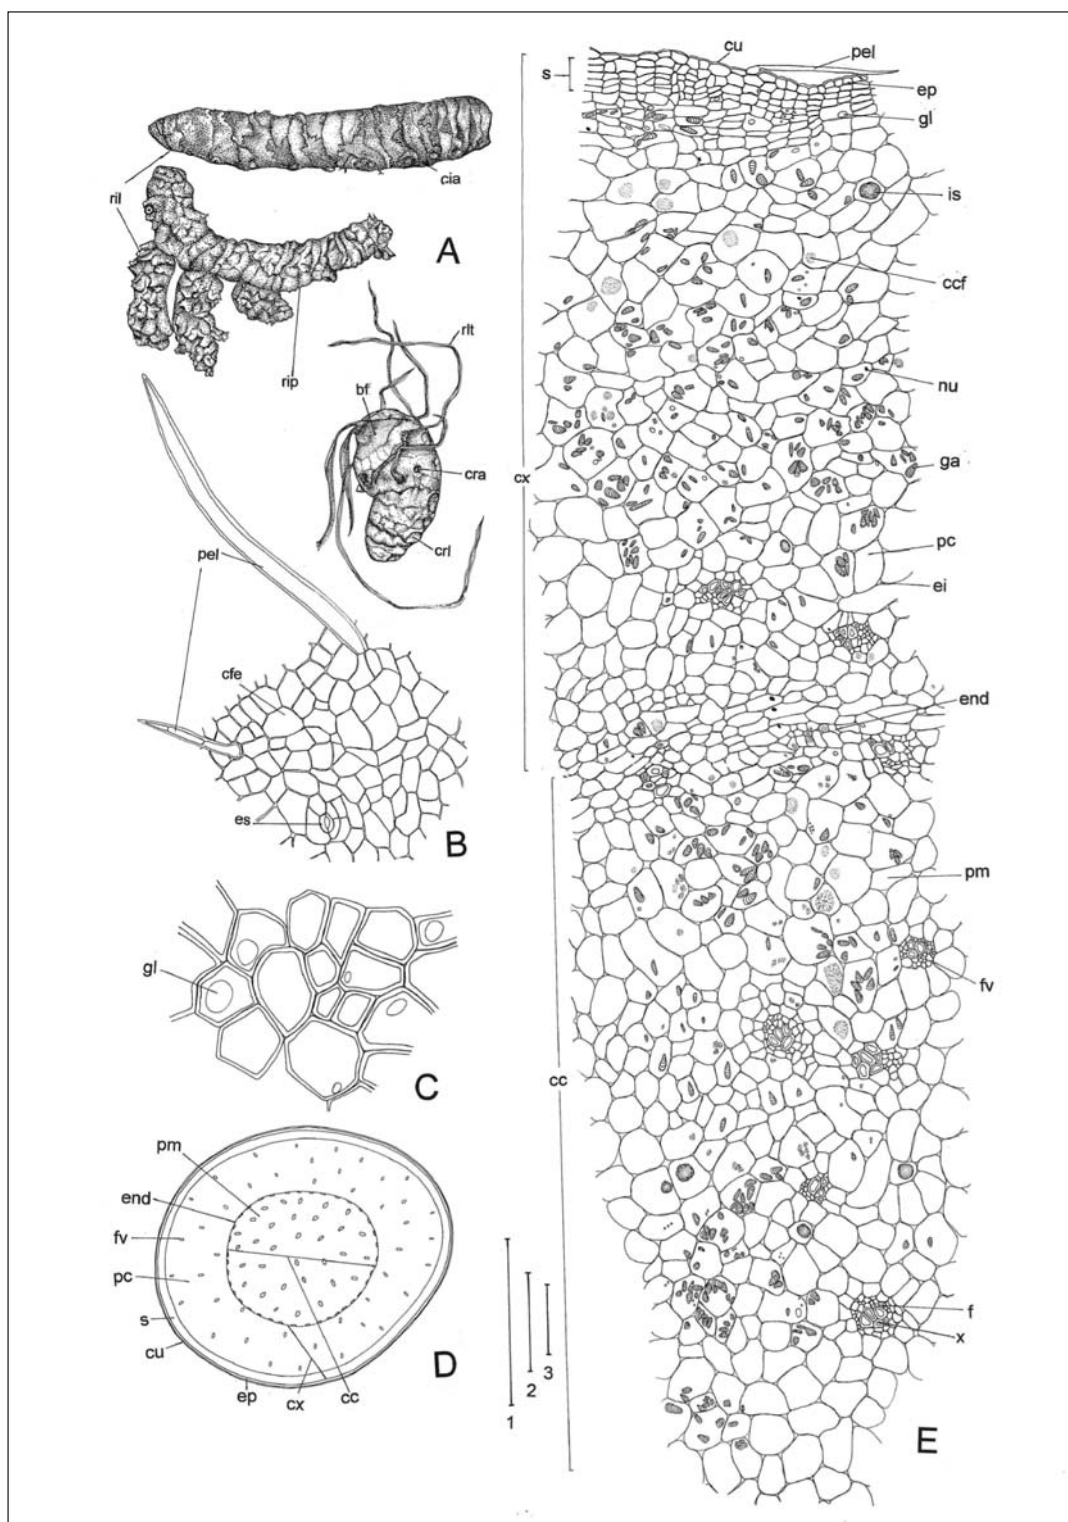 cia
ril
A
rip
rlt
bf
cra
crl
pel
cfe
es
B
gl
C
pm
end
fv
pc
s
cu
ep
cx
cc
D
1
2
3
cu
pel
s
ep
gl
is
ccf
nu
ga
cx
pc
ei
end
pm
fv
cc
f
x
E